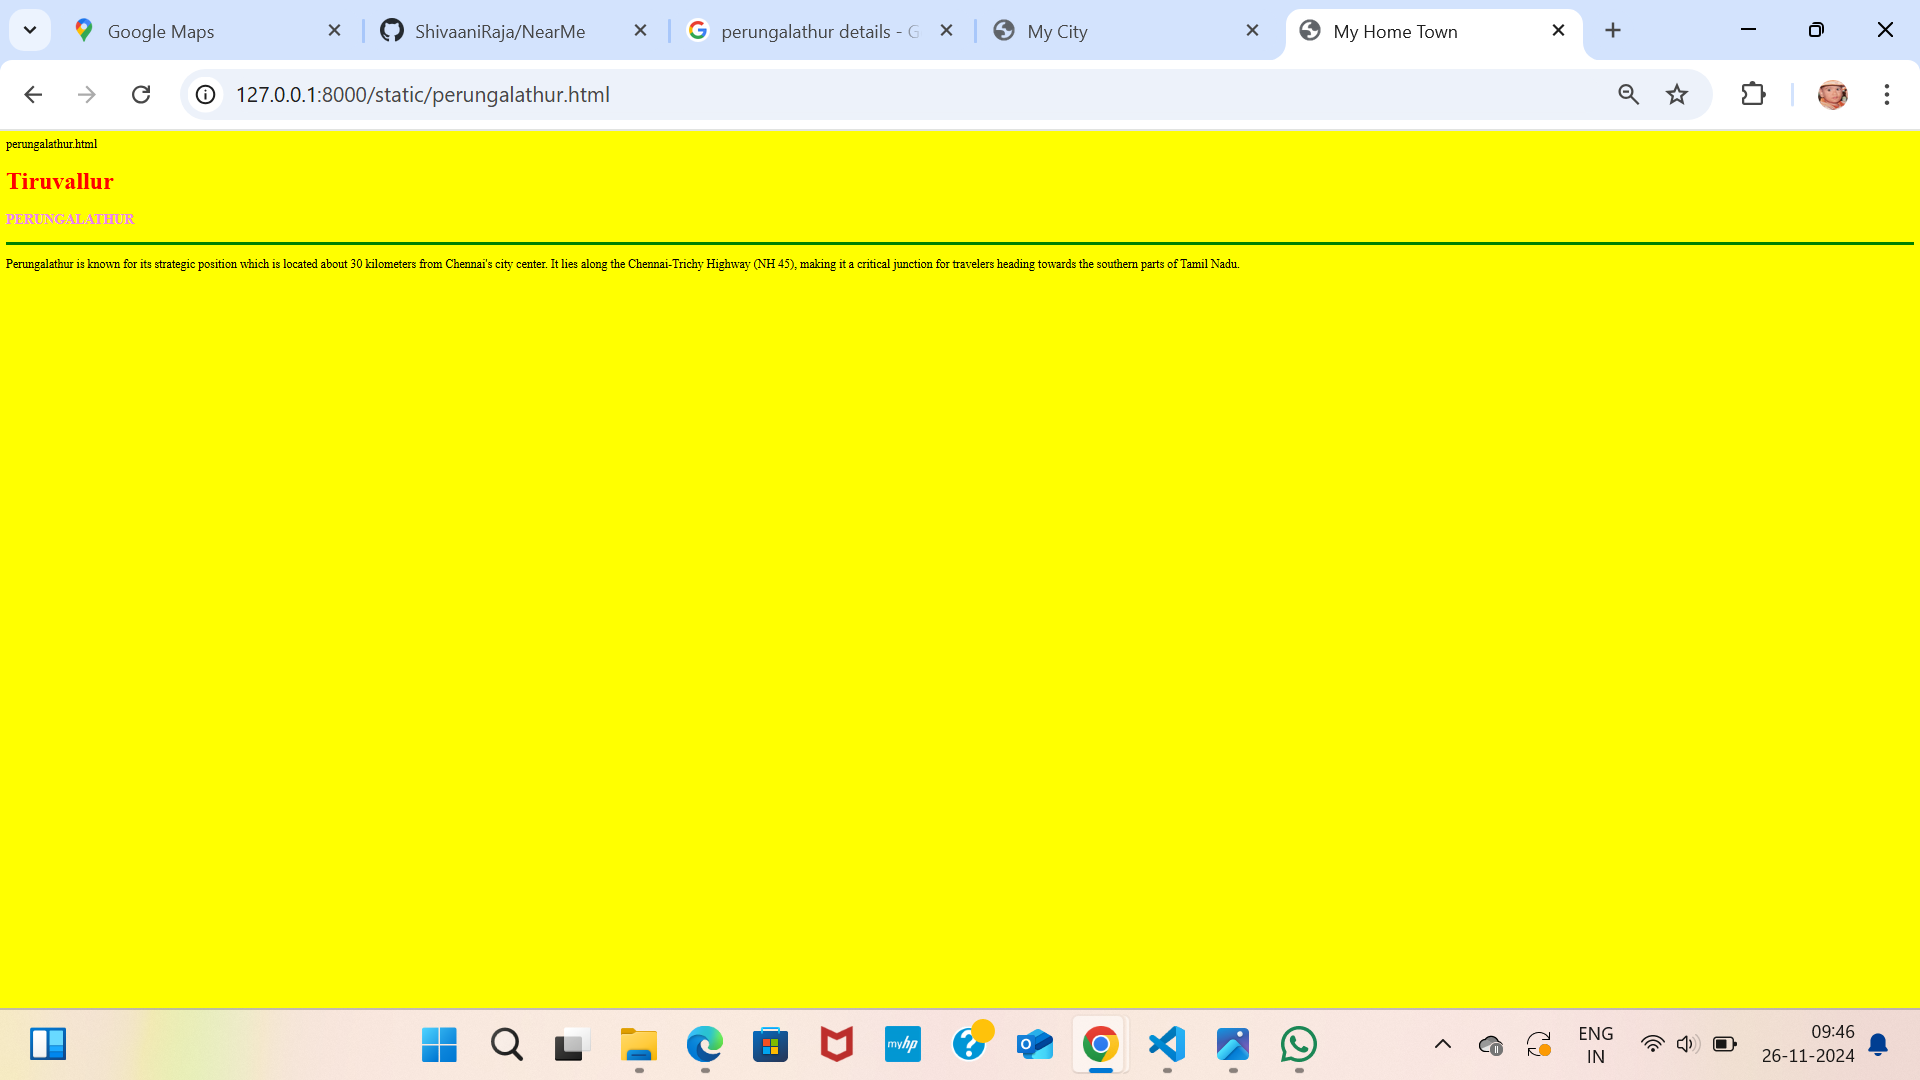 Google Maps
ShivaaniRaja/NearMe
perungalathur details - G
My City
My Home Town
127.0.0.1:8000/static/perungalathur.html
perungalathur.html
Tiruvallur
PERUNGALATHUR
Perungalathur is known for its strategic position which is located about 30 kilometers from Chennai's city center. It lies along the Chennai-Trichy Highway (NH 45), making it a critical junction for travelers heading towards the southern parts of Tamil Nadu.
myhp
ENG
IN
09:46
26-11-2024